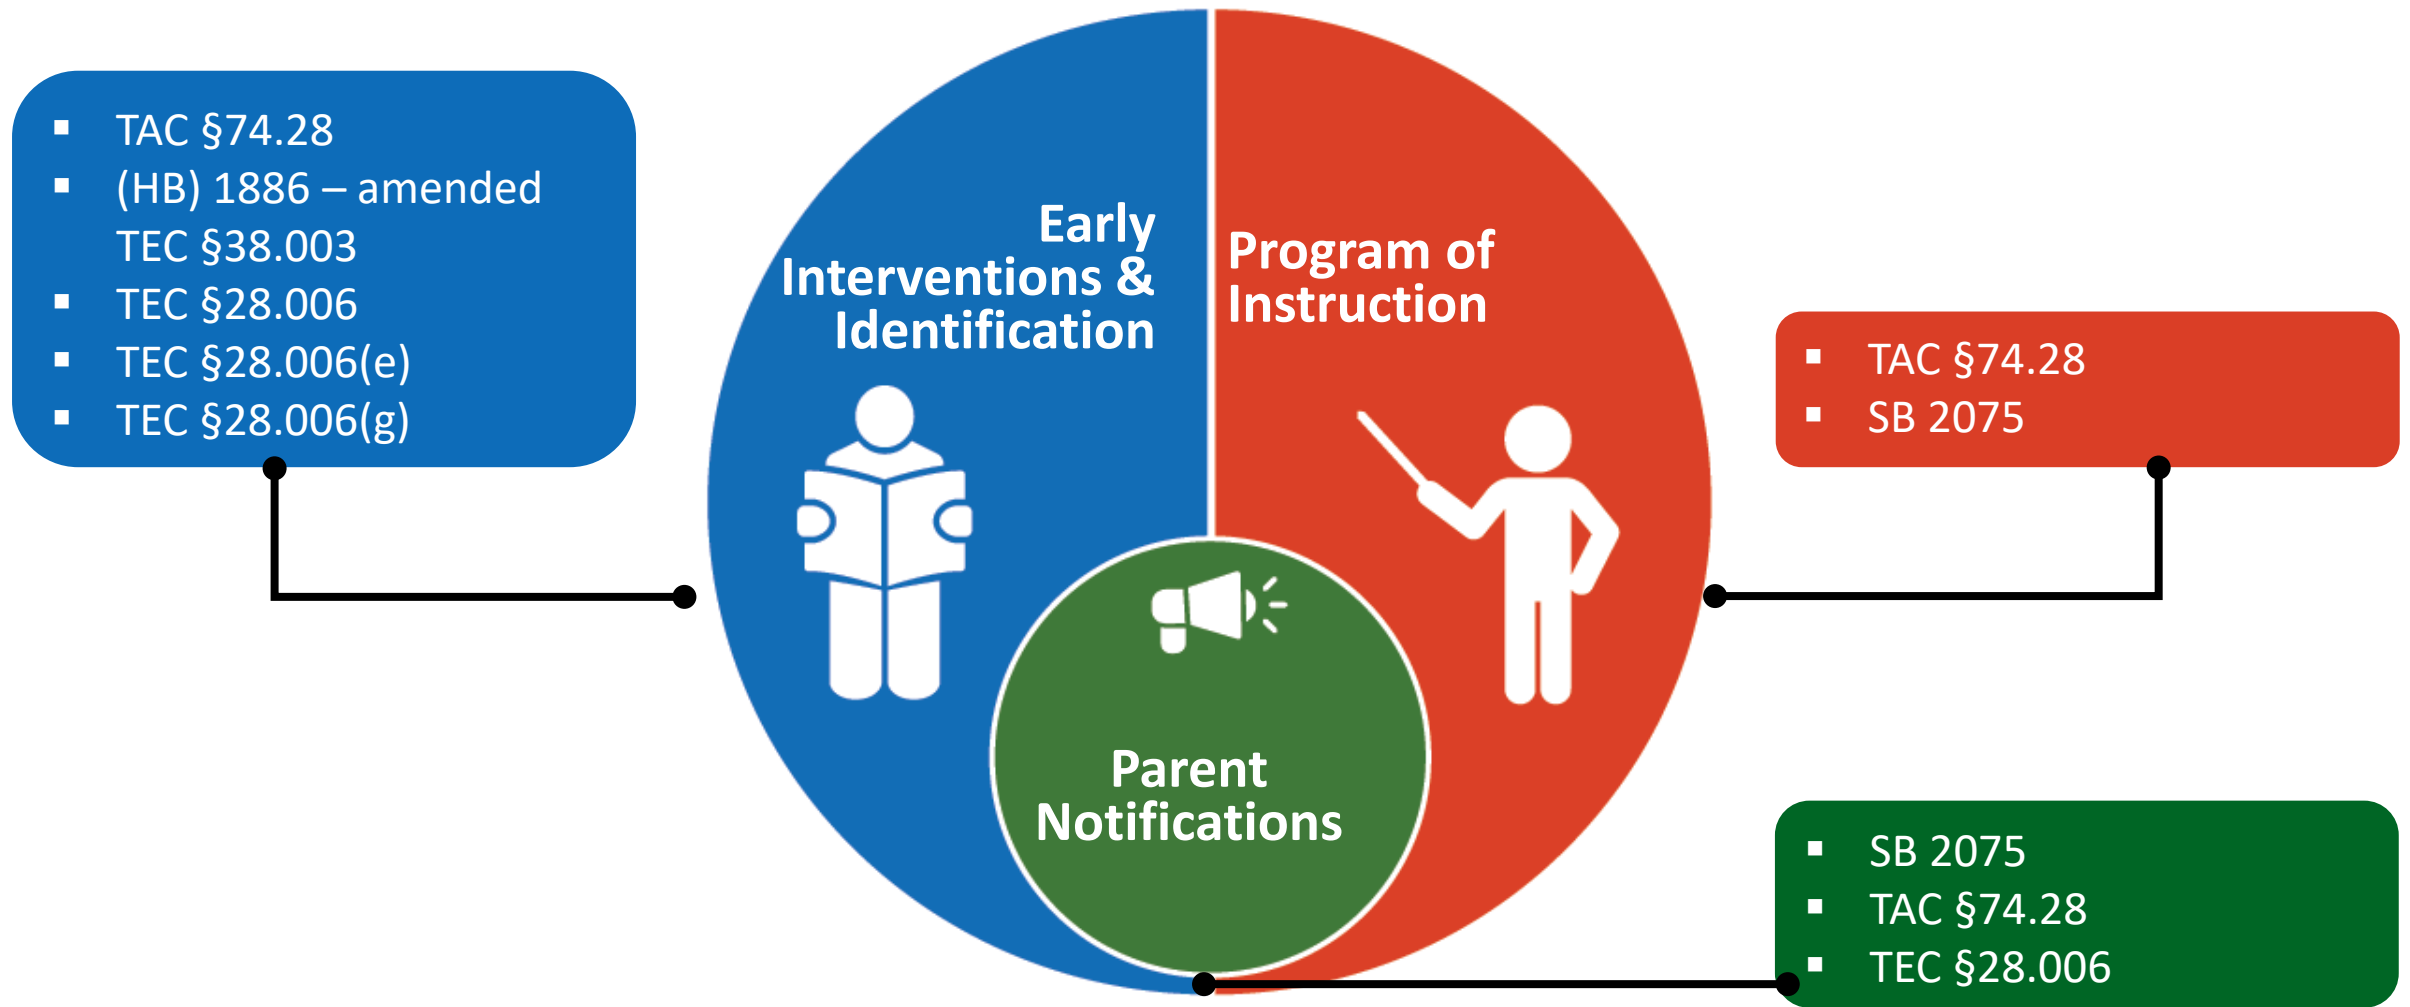 ▪ TAC §74.28
▪ (HB) 1886 – amended
TEC §38.003
▪ TEC §28.006
▪ TEC §28.006(e)
▪ TEC §28.006(g)
Early
Interventions &
Identification
Program of
Instruction
▪ TAC §74.28
▪ SB 2075
Parent
Notifications
▪ SB 2075
▪ TAC §74.28
▪ TEC §28.006